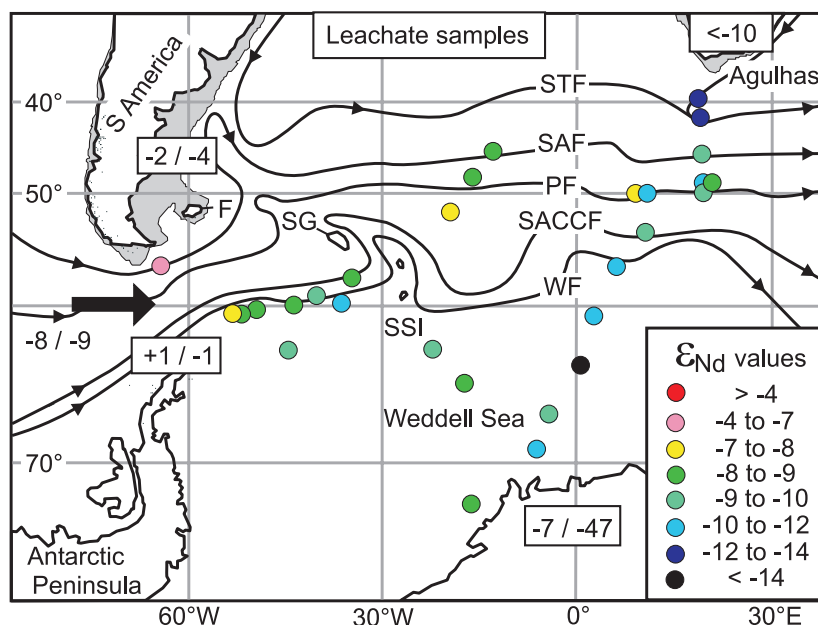 Leachate samples
<-10
Agulhas
S America
STF
40°
-2 / -4
SAF
50°
PF
F
SG
SACCF
WF
-8 / -9
SSI
+1 / -1
εNd values
> -4
-4 to -7
-7 to -8
-8 to -9
-9 to -10
-10 to -12
-12 to -14
< -14
Weddell Sea
70°
-7 / -47
Antarctic
Peninsula
60°W
30°W
0°
30°E